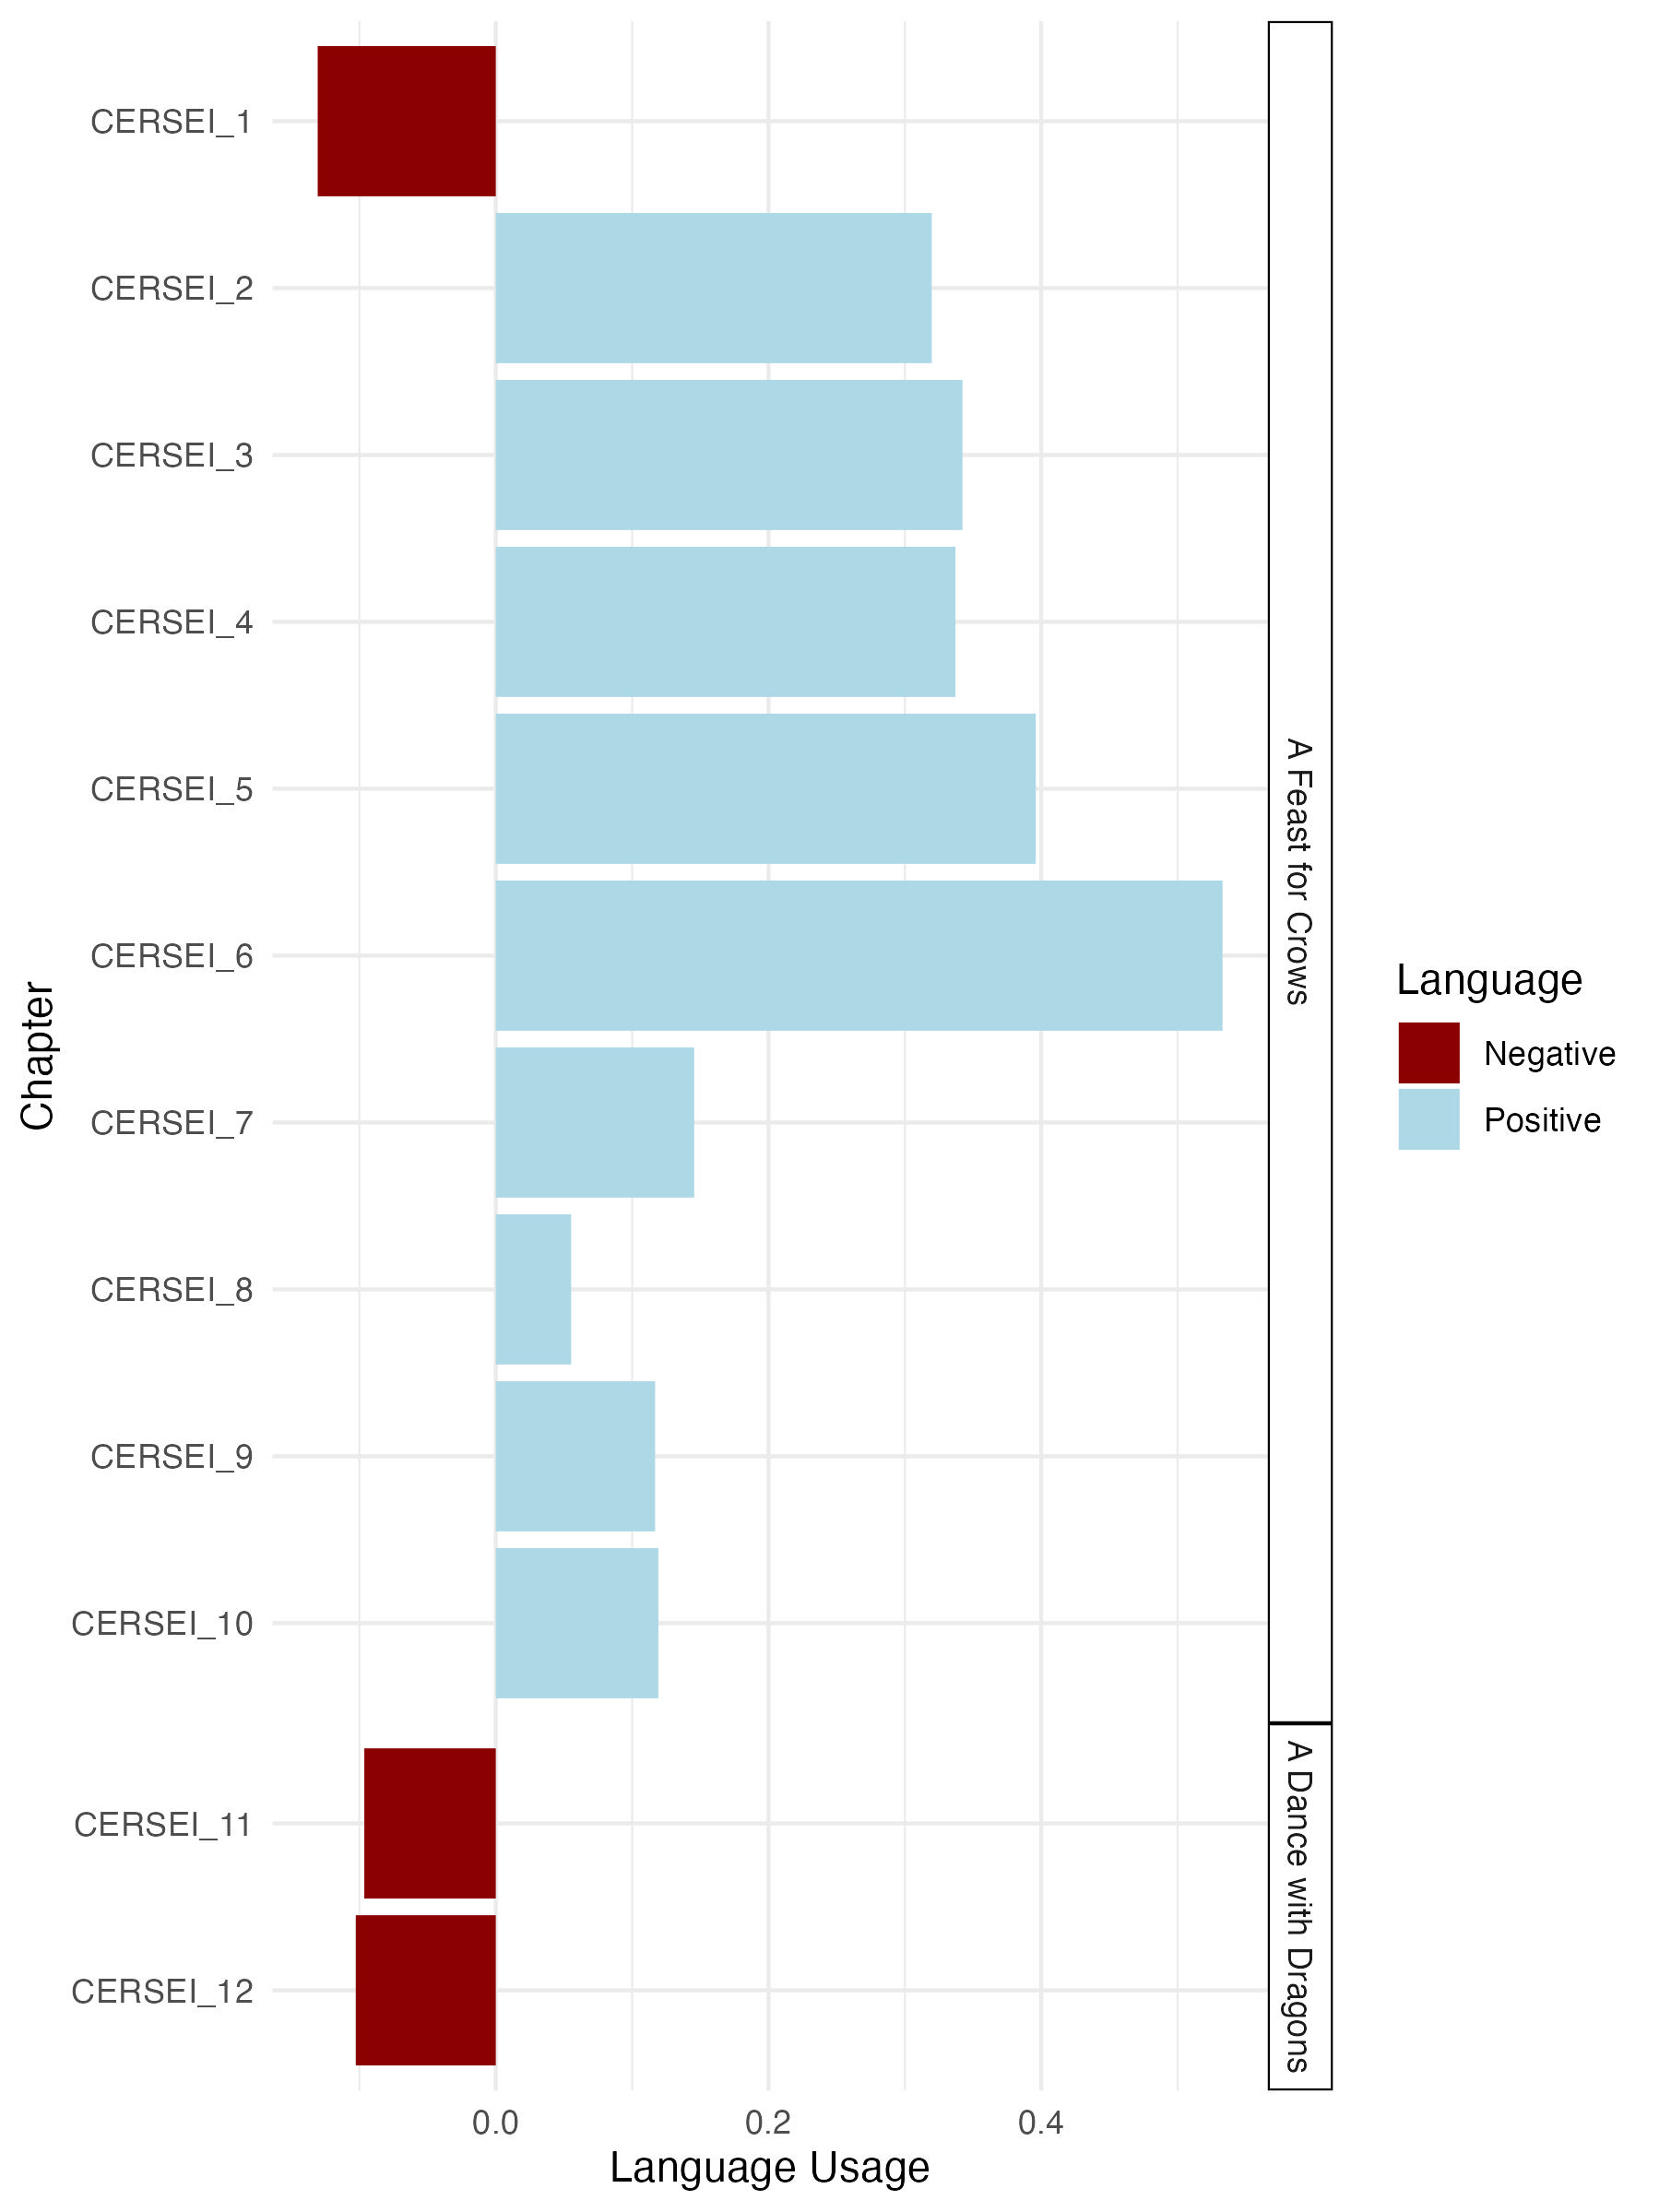 CERSEI_1
CERSEI_2
CERSEI_3
CERSEI_4
CERSEI_5
CERSEI_6
CERSEI_7
CERSEI_8
CERSEI_9
CERSEI_10
CERSEI_11
CERSEI_12
Chapter
0.0 0.2 0.4
Language Usage
A Feast for Crows
A Dance with Dragons
Language
Negative
Positive